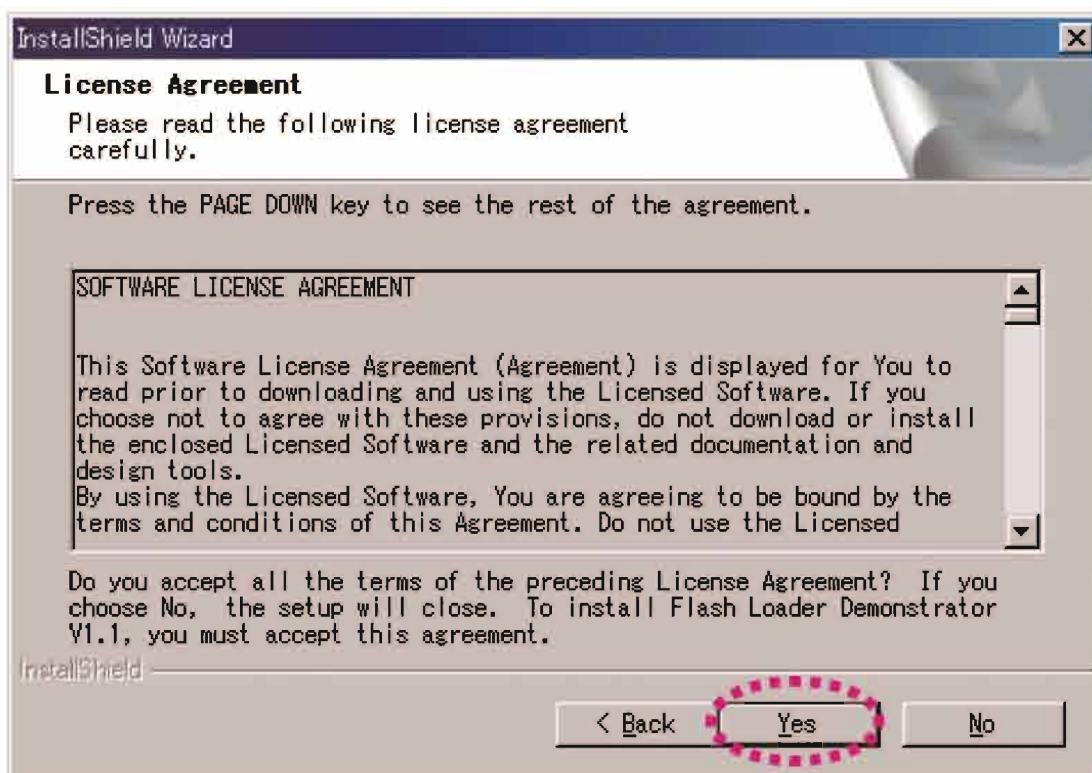 InstallShield Wizard
License Agreement
Please read the following license agreement
carefully.
Press the PAGE DOWN key to see the rest of the agreement.
SOFTWARE LICENSE AGREEMENT
This Software License Agreement (Agreement) is displayed for You to
read prior to downloading and using the Licensed Software. If you
choose not to agree with these provisions, do not download or install
the enclosed Licensed Software and the related documentation and
design tools.
By using the Licensed Software, You are agreeing to be bound by the
terms and conditions of this Agreement. Do not use the Licensed
Do you accept all the terms of the preceding License Agreement? If you
choose No, the setup will close. To install Flash Loader Demonstrator
V1.1, you must accept this agreement.
InstallShield
< Back Yes No